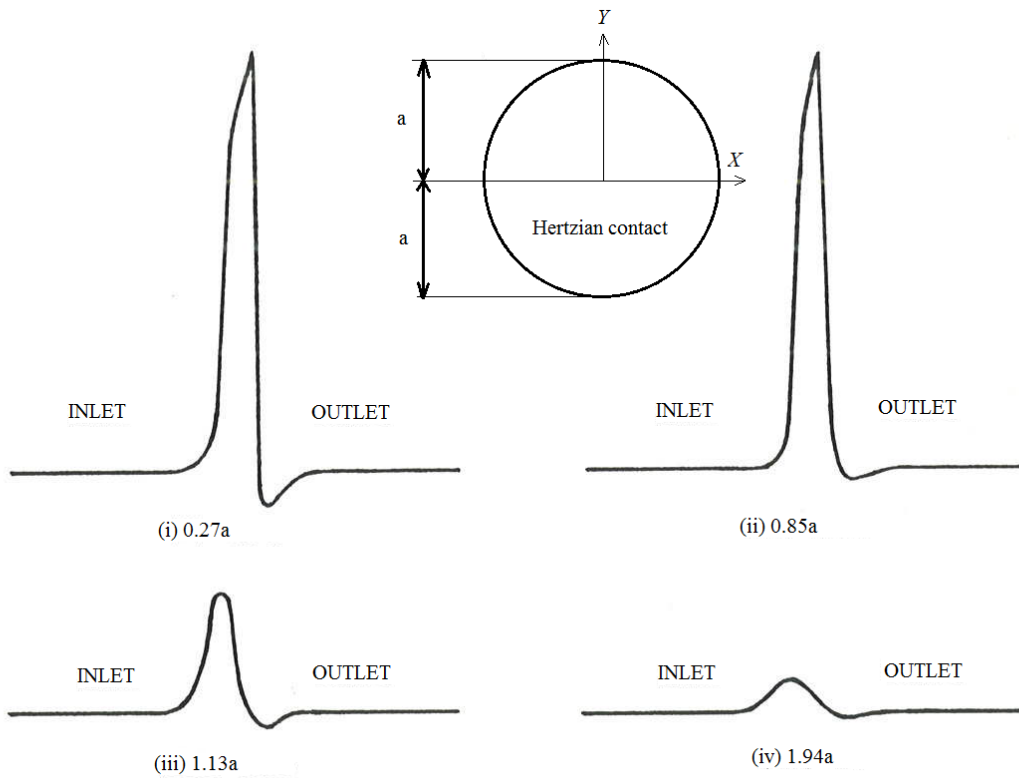 Y
a
X
a
Hertzian contact
INLET
OUTLET
INLET
OUTLET
(i) 0.27a
(ii) 0.85a
INLET
OUTLET
INLET
OUTLET
(iii) 1.13a
(iv) 1.94a